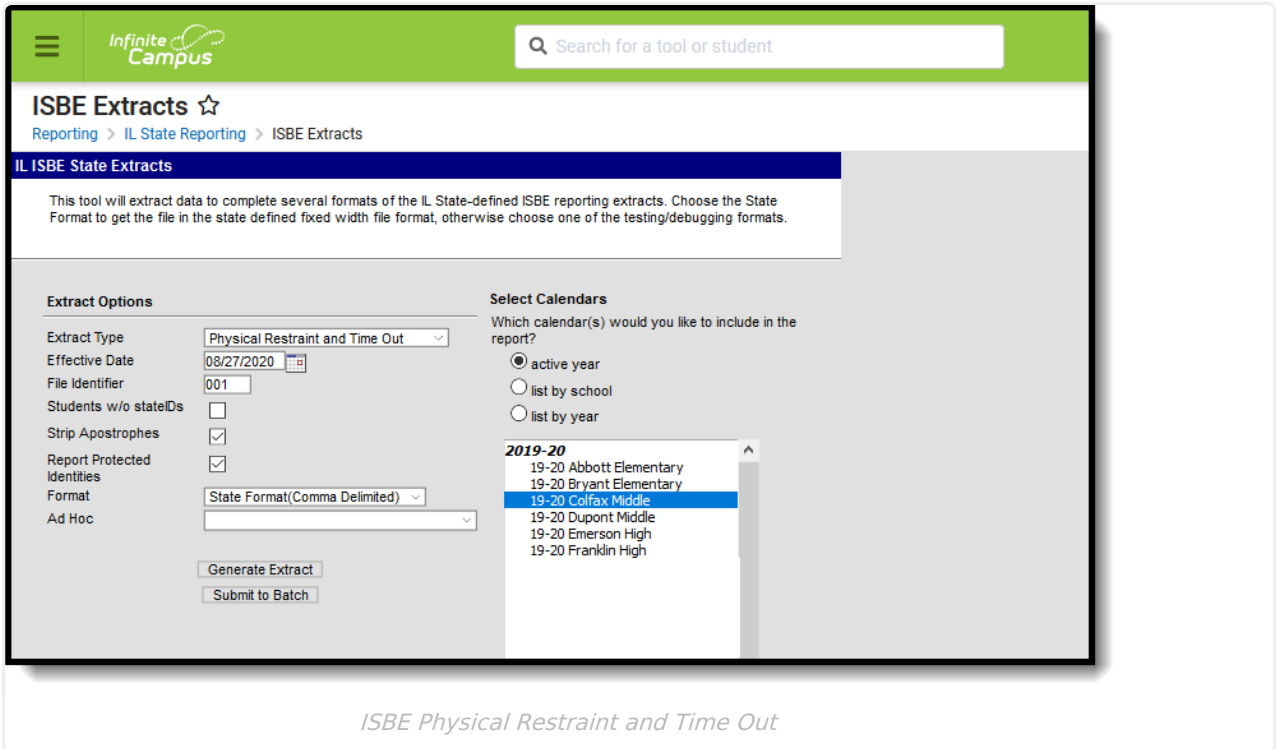 Infinite
Campus
Search for a tool or student
ISBE Extracts
Reporting > IL State Reporting > ISBE Extracts
IL ISBE State Extracts
This tool will extract data to complete several formats of the IL State-defined ISBE reporting extracts. Choose the State
Format to get the file in the state defined fixed width file format, otherwise choose one of the testing/debugging formats.
Extract Options
Extract Type Physical Restraint and Time Out
Effective Date 08/27/2020
File Identifier 001
Students w/o stateIDs
Strip Apostrophes
Report Protected
Identities
Format State Format(Comma Delimited)
Ad Hoc
Generate Extract
Submit to Batch
Select Calendars
Which calendar(s) would you like to include in the
report?
active year
list by school
list by year
2019-20
19-20 Abbott Elementary
19-20 Bryant Elementary
19-20 Colfax Middle
19-20 Dupont Middle
19-20 Emerson High
19-20 Franklin High
ISBE Physical Restraint and Time Out